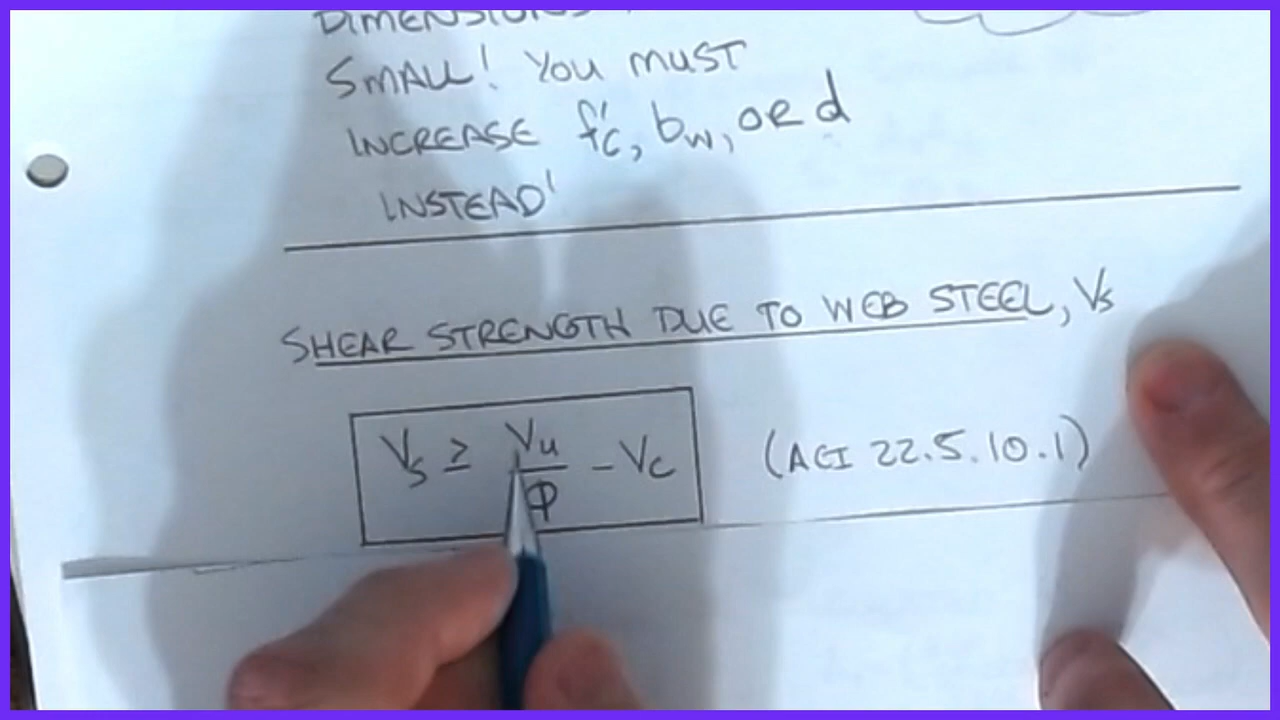 DIMENSIONS
SMALL! YOU MUST
INCREASE f'c, bw, OR d
INSTEAD!
SHEAR STRENGTH DUE TO WEB STEEL, Vs
Vs ≥ Vu/Φ - Vc (ACI 22.5.10.1)